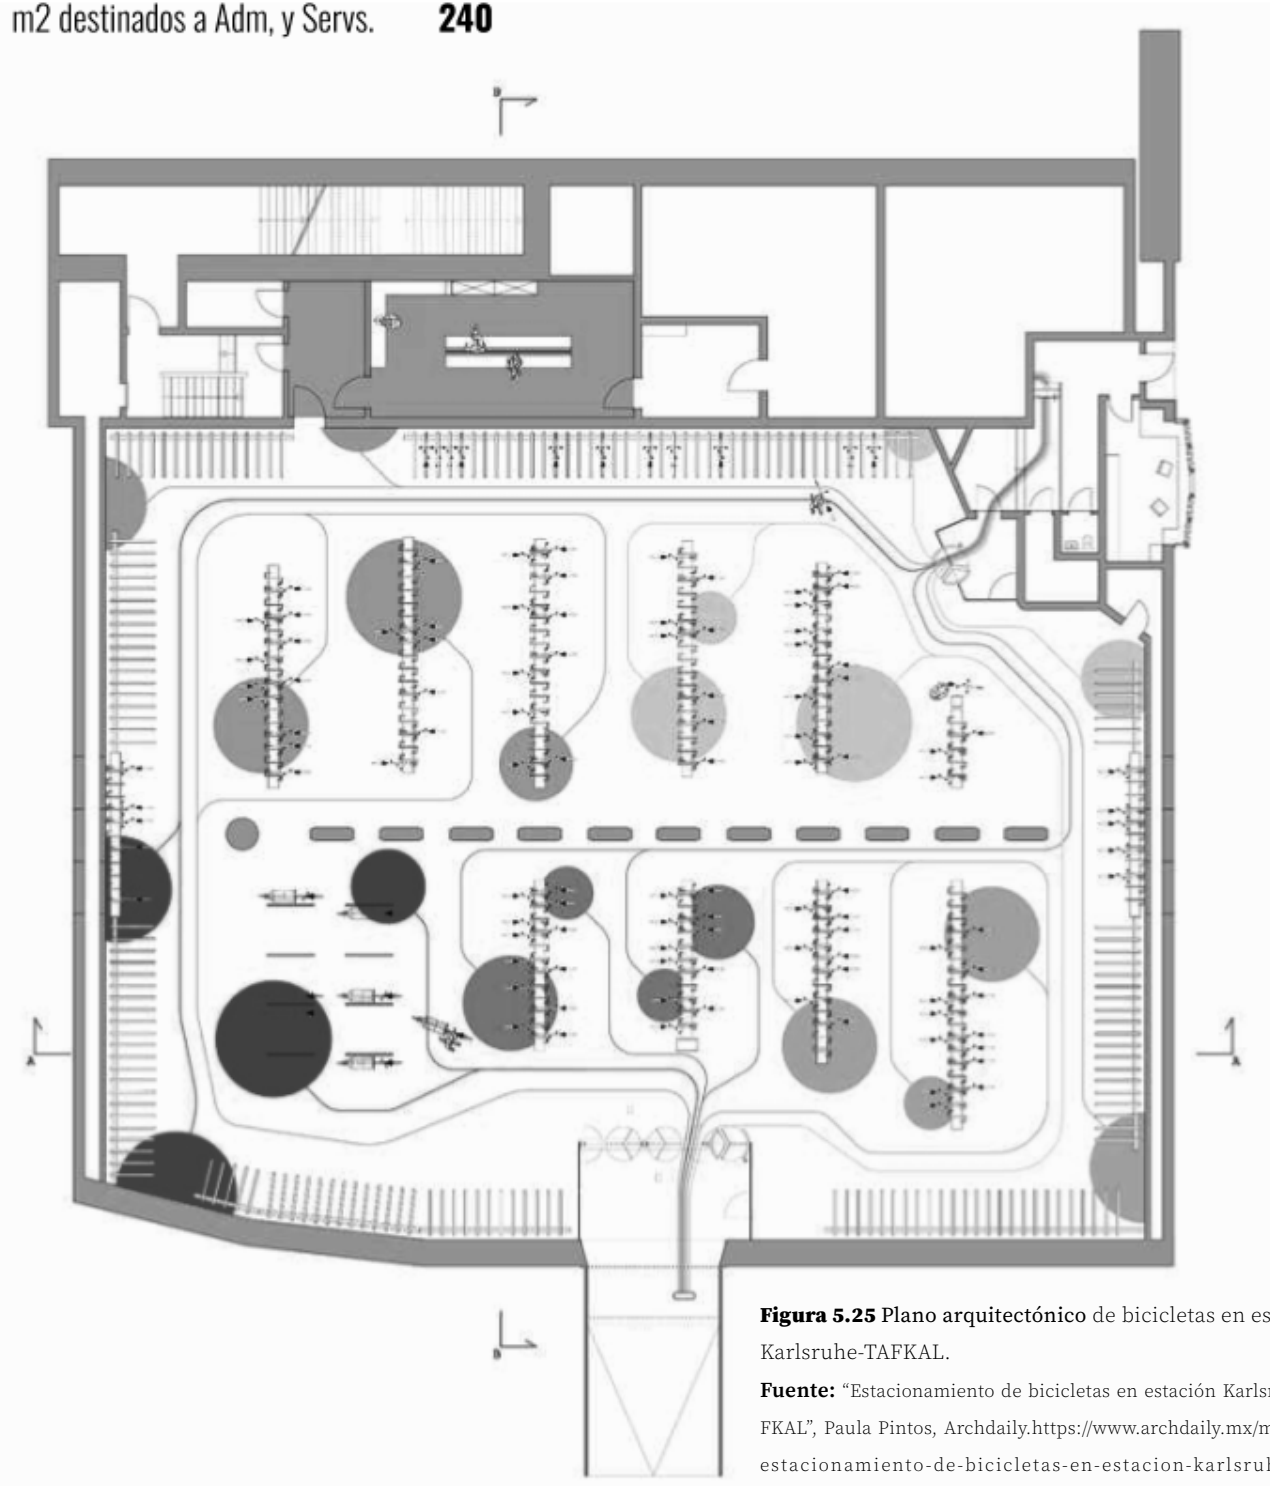 m2 destinados a Adm, y Servs. 240
B
A
A
B
Figura 5.25 Plano arquitectónico de bicicletas en es
Karlsruhe-TAFKAL.
Fuente: “Estacionamiento de bicicletas en estación Karlsr
FKAL”, Paula Pintos, Archdaily.https://www.archdaily.mx/m
estacionamiento-de-bicicletas-en-estacion-karlsruh